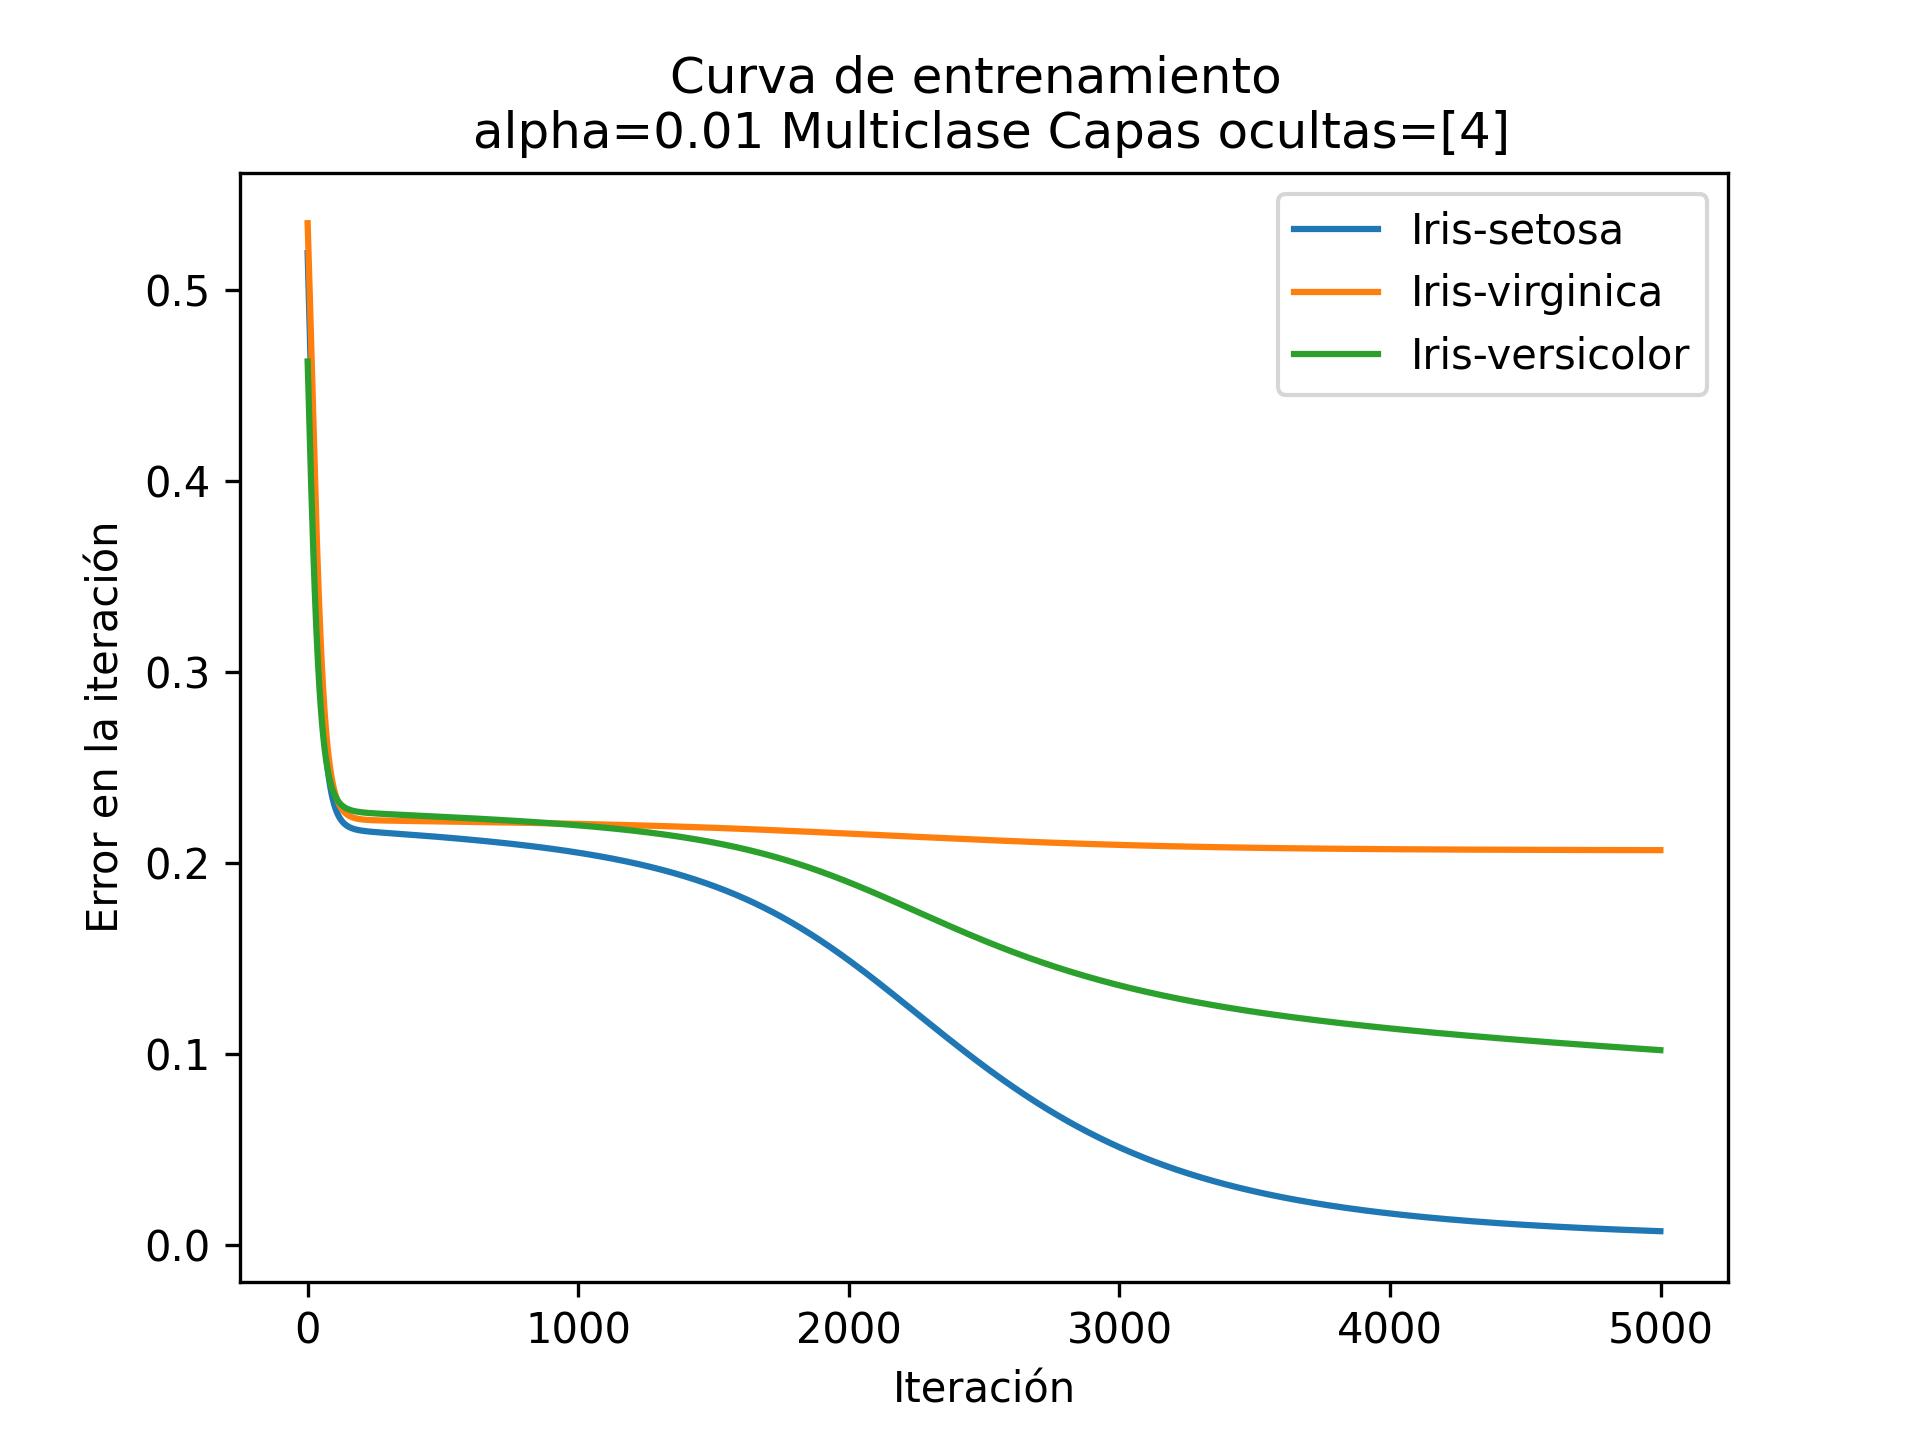 Curva de entrenamiento
alpha=0.01 Multiclase Capas ocultas=[4]
Iris-setosa
Iris-virginica
Iris-versicolor
Error en la iteración
0.5
0.4
0.3
0.2
0.1
0.0
0 1000 2000 3000 4000 5000
Iteración